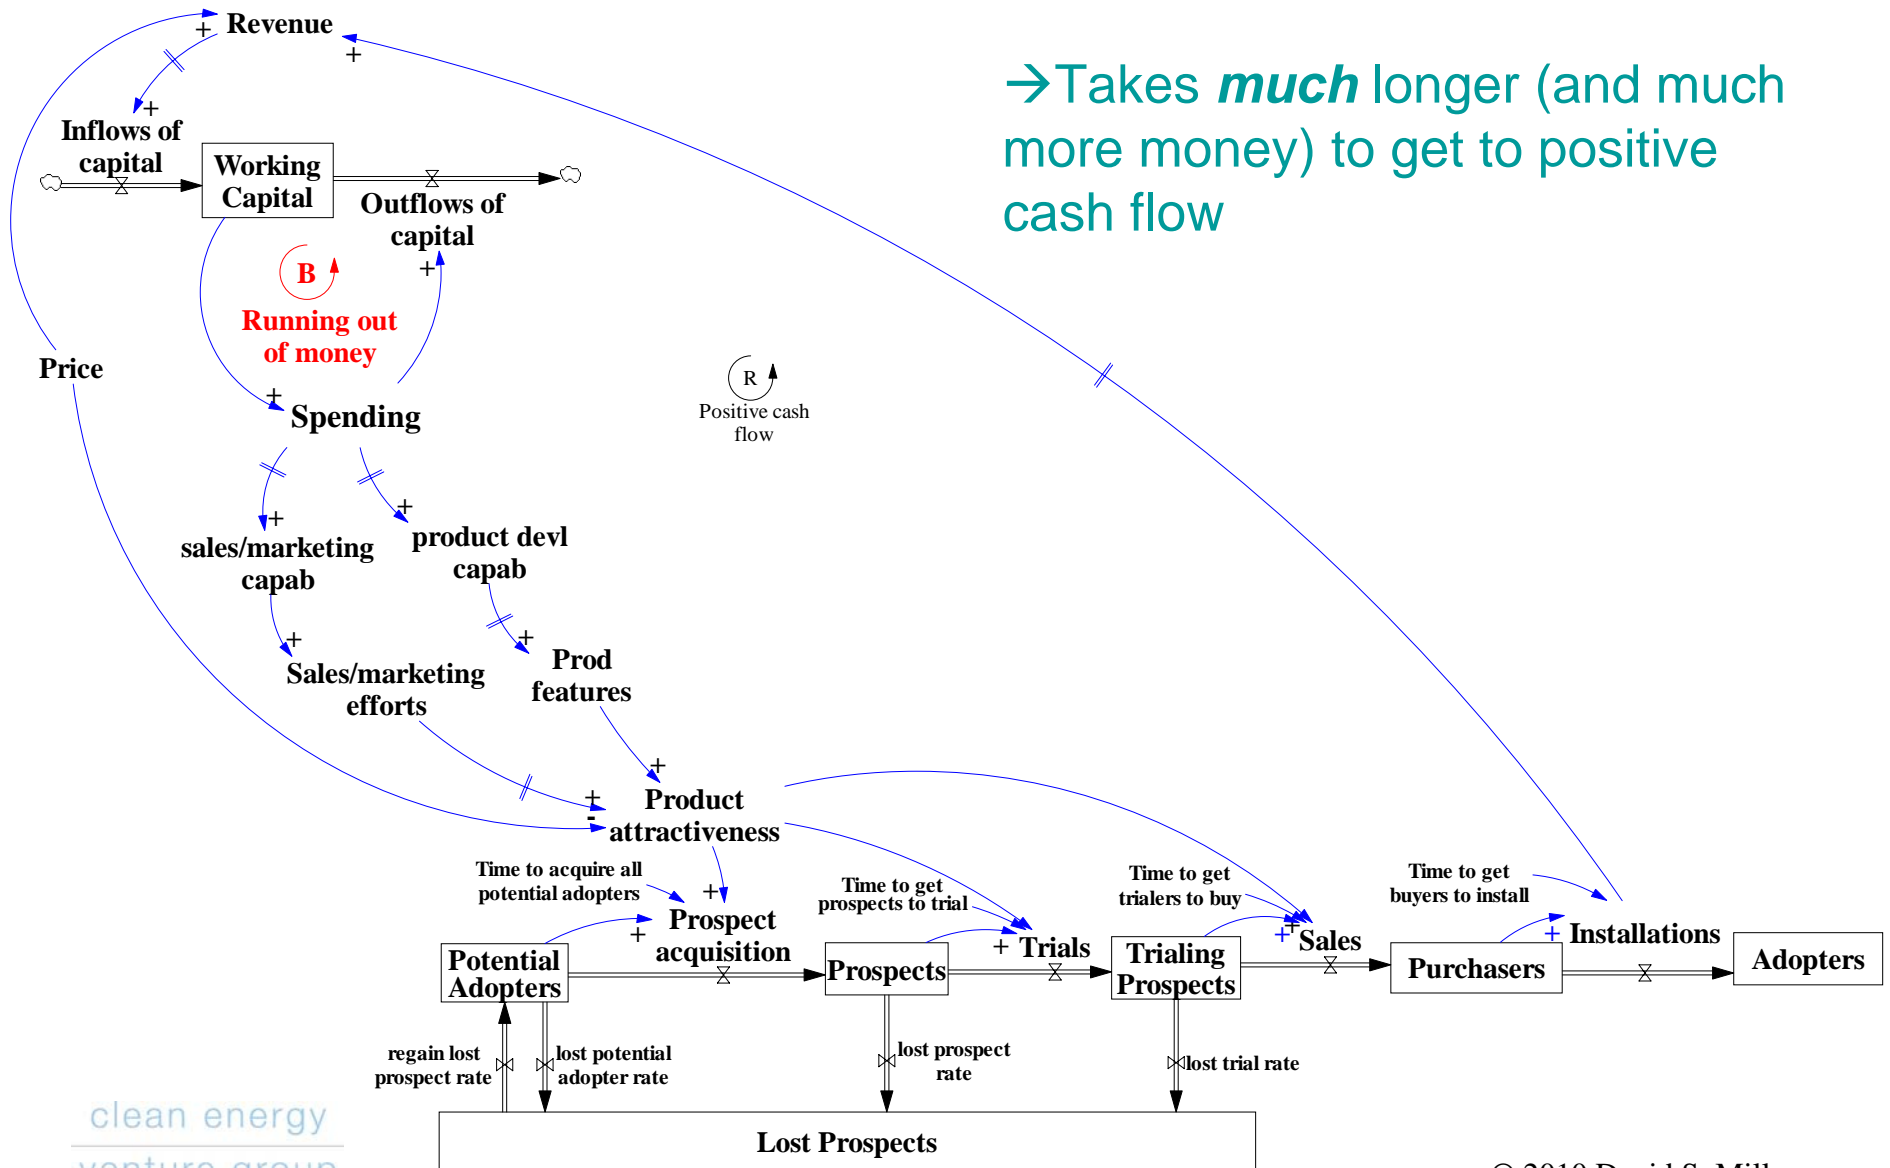 Revenue
+
+
→Takes much longer (and much
more money) to get to positive
cash flow
+
Inflows of
capital
Working
Capital
Outflows of
capital
+
B
Running out
of money
Price
+
Spending
R
Positive cash
flow
+
+
sales/marketing
capab
product devl
capab
+
+
Sales/marketing
efforts
Prod
features
+
+
-
Product
attractiveness
Time to acquire all
potential adopters
+
Time to get
prospects to trial
Time to get
trialers to buy
Time to get
buyers to install
Prospect
acquisition
+
+ Trials
+
+
Sales
+
Installations
Potential
Adopters
Prospects
Trialing
Prospects
Purchasers
Adopters
regain lost
prospect rate
lost potential
adopter rate
lost prospect
rate
lost trial rate
clean energy
venture group
Lost Prospects
© 2010 David S. Mill